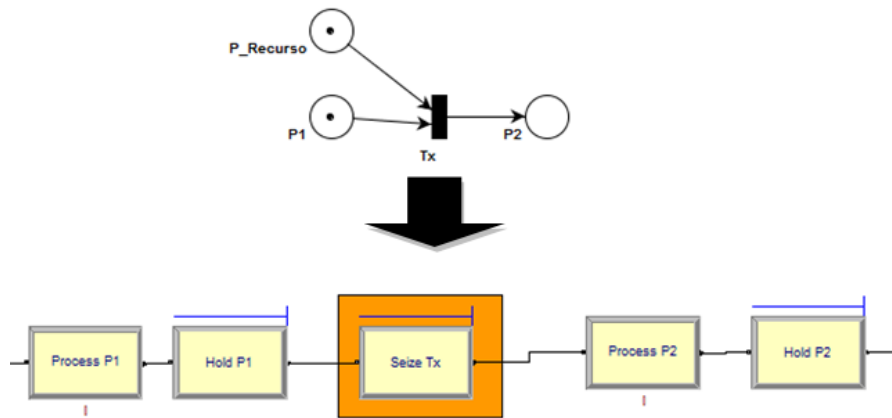 P_Recurso
P1
P2
Tx
Process P1
Hold P1
Seize Tx
Process P2
Hold P2